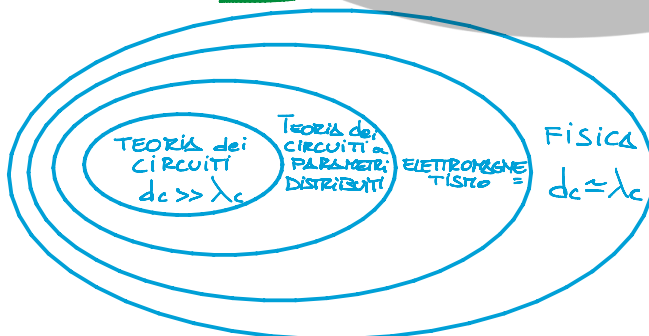 TEORIA dei
CIRCUITI
dc >> λc
TEORIA dei
CIRCUITI a
PARAMETRI
DISTRIBUITI
ELETTROMAGNE
TISMO =
FISICA
dc ≃ λc